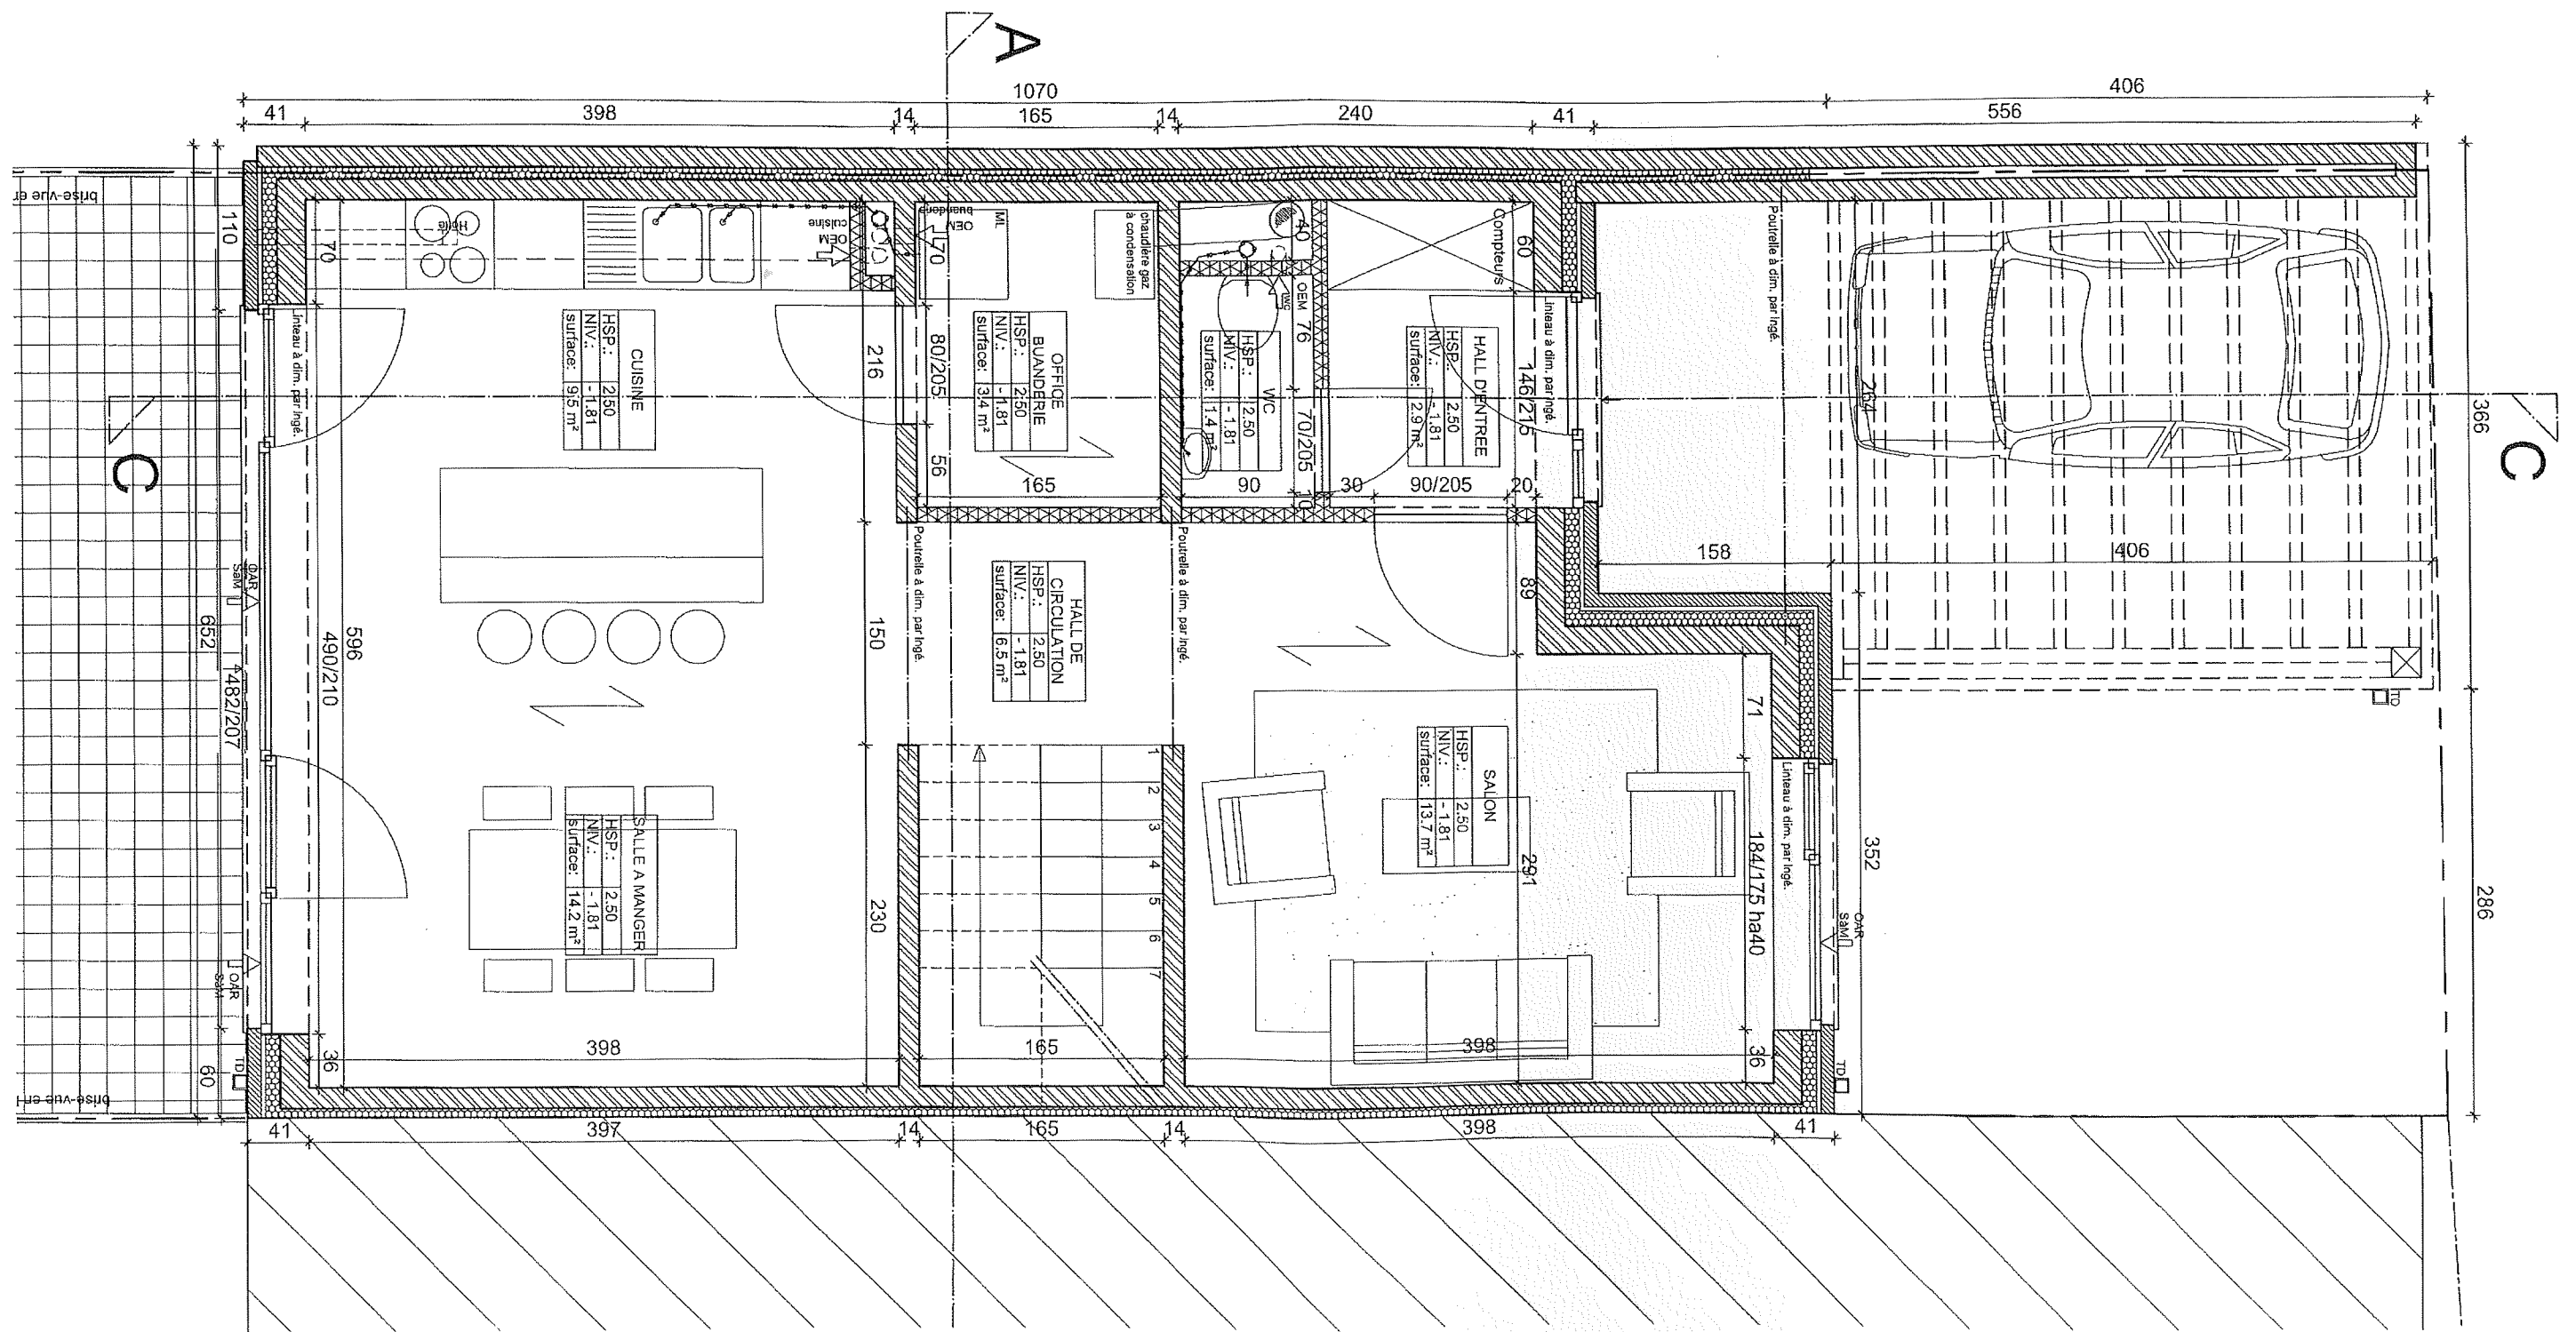 A
1070
406
41
398
14
165
14
240
41
556
brise-vue en
110
70
Hotte
OEM
cuisine
OEM
buanderie
70
ML
chaudière gaz
à condensation
40
60
Compteurs
Poutrelle à dim. par Ingé.
Linteau à dim. par Ingé.
CUISINE
HSP.: 2.50
NIV.: -1.81
surface: 9.5 m²
216
80/205
56
OFFICE
BUANDERIE
HSP.: 2.50
NIV.: -1.81
surface: 3.4 m²
OEM
WC
76
WC
HSP.: 2.50
NIV.: -1.81
surface: 1.4 m²
70/205
10
HALL D'ENTREE
HSP.: 2.50
NIV.: -1.81
surface: 2.9 m²
146/215
Linteau à dim. par Ingé.
264
366
C
C
165
90
30
90/205
20
158
406
89
OAR
SàM
652
482/207
596
490/210
150
Poutrelle à dim. par Ingé.
HALL DE
CIRCULATION
HSP.: 2.50
NIV.: -1.81
surface: 6.5 m²
Poutrelle à dim. par Ingé.
71
TD
SALON
HSP.: 2.50
NIV.: -1.81
surface: 13.7 m²
291
Linteau à dim. par Ingé.
184/175 ha40
352
286
1
2
3
4
5
6
7
SALLE A MANGER
HSP.: 2.50
NIV.: -1.81
surface: 14.2 m²
230
OAR
SàM
OAR
SàM
398
165
398
36
36
60
TD
TD
brise-vue en
41
397
14
165
14
398
41